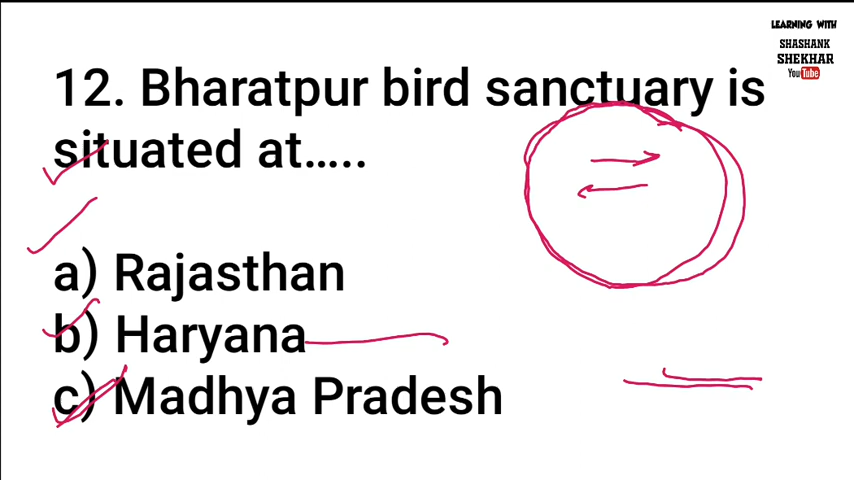 LEARNING WITH
SHASHANK
SHEKHAR
YouTube
12. Bharatpur bird sanctuary is
situated at.....
a) Rajasthan
b) Haryana
c) Madhya Pradesh